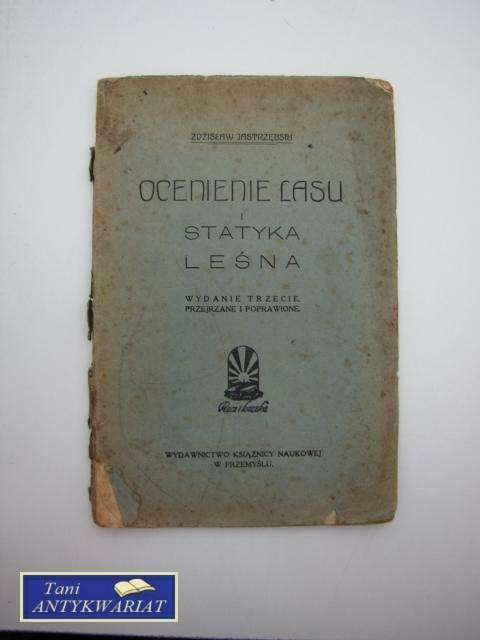 ZDZISŁAW JASTRZĘBSKI
OCENIENIE LASU
I
STATYKA
LEŚNA
WYDANIE TRZECIE,
PRZEJRZANE I POPRAWIONE.
WYDAWNICTWO KSIĄŻNICY NAUKOWEJ
W PRZEMYŚLU.
Tani
ANTYKWARIAT